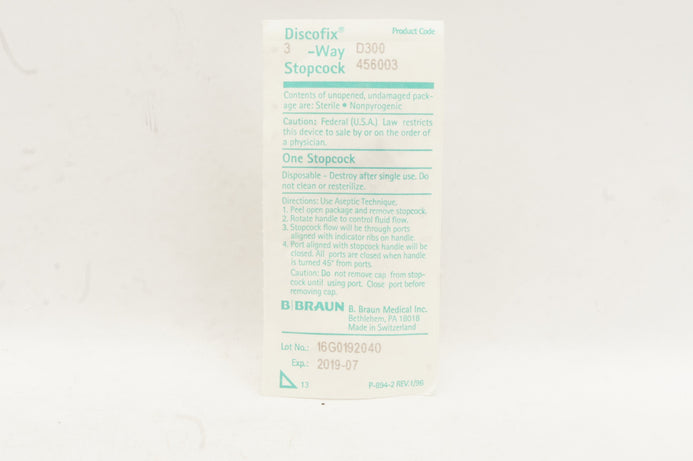 Discofix® Product Code
3 -Way D300
Stopcock 456003
Contents of unopened, undamaged pack-
age are: Sterile • Nonpyrogenic
Caution: Federal (U.S.A.) Law restricts
this device to sale by or on the order of
a physician.
One Stopcock
Disposable - Destroy after single use. Do
not clean or resterilize.
Directions: Use Aseptic Technique.
1. Peel open package and remove stopcock.
2. Rotate handle to control fluid flow.
3. Stopcock flow will be through ports
aligned with indicator ribs on handle.
4. Port aligned with stopcock handle will be
closed. All ports are closed when handle
is turned 45° from ports.
Caution: Do not remove cap from stop-
cock until using port. Close port before
removing cap.
B|BRAUN B. Braun Medical Inc.
Bethlehem, PA 18018
Made in Switzerland
Lot No.: 16G0192040
Exp.: 2019-07
13 P-894-2 REV.1/96